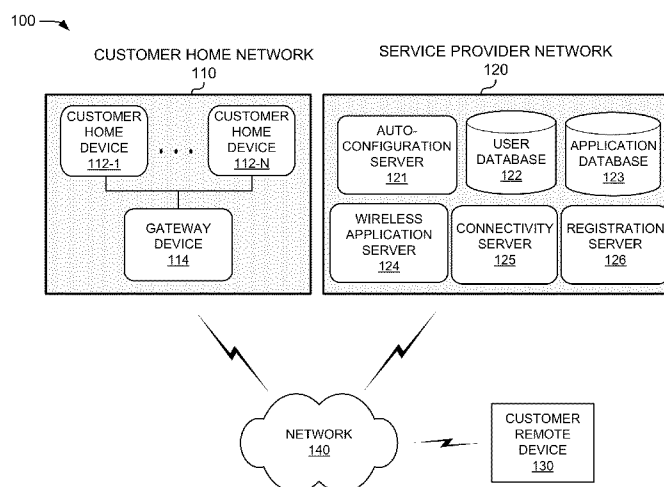 100
CUSTOMER HOME NETWORK
110
SERVICE PROVIDER NETWORK
120
CUSTOMER
HOME
DEVICE
112-1
CUSTOMER
HOME
DEVICE
112-N
GATEWAY
DEVICE
114
AUTO-
CONFIGURATION
SERVER
121
USER
DATABASE
122
APPLICATION
DATABASE
123
WIRELESS
APPLICATION
SERVER
124
CONNECTIVITY
SERVER
125
REGISTRATION
SERVER
126
NETWORK
140
CUSTOMER
REMOTE
DEVICE
130